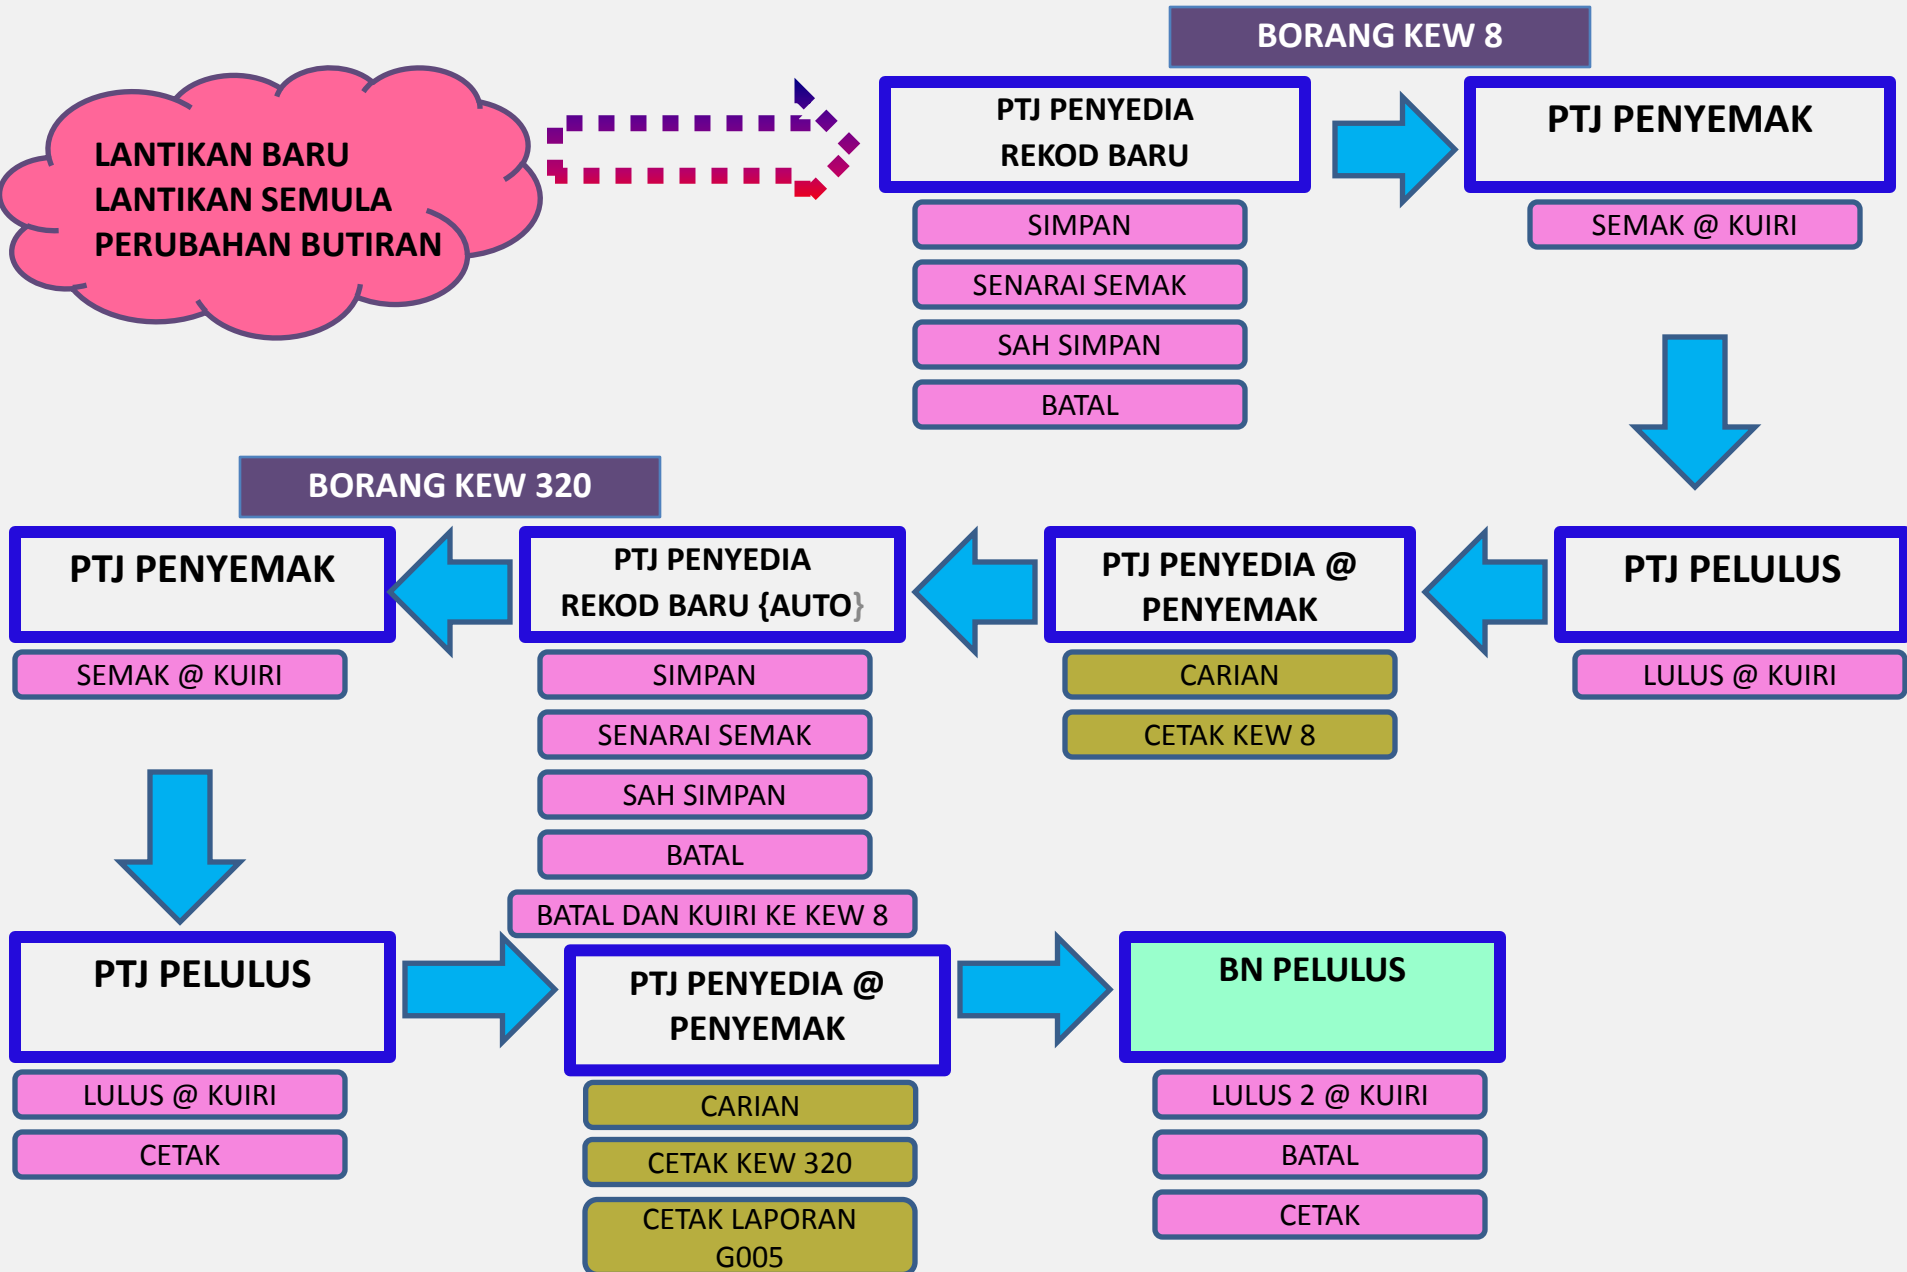 BORANG KEW 8
LANTIKAN BARU
LANTIKAN SEMULA
PERUBAHAN BUTIRAN
PTJ PENYEDIA
REKOD BARU
SIMPAN
SENARAI SEMAK
SAH SIMPAN
BATAL
PTJ PENYEMAK
SEMAK @ KUIRI
PTJ PELULUS
LULUS @ KUIRI
PTJ PENYEDIA @
PENYEMAK
CARIAN
CETAK KEW 8
BORANG KEW 320
PTJ PENYEDIA
REKOD BARU {AUTO}
SIMPAN
SENARAI SEMAK
SAH SIMPAN
BATAL
BATAL DAN KUIRI KE KEW 8
PTJ PENYEMAK
SEMAK @ KUIRI
PTJ PELULUS
LULUS @ KUIRI
CETAK
PTJ PENYEDIA @
PENYEMAK
CARIAN
CETAK KEW 320
CETAK LAPORAN
G005
BN PELULUS
LULUS 2 @ KUIRI
BATAL
CETAK